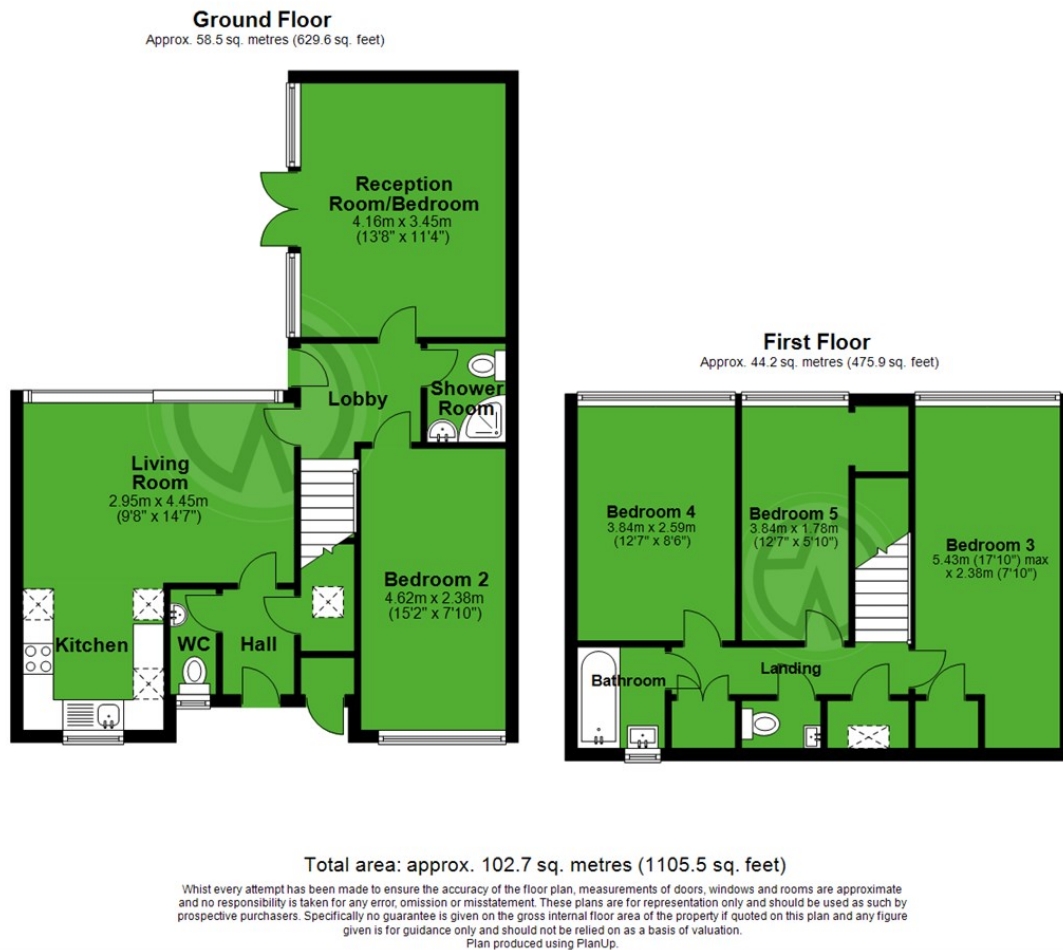 Ground Floor
Approx. 58.5 sq. metres (629.6 sq. feet)
Reception
Room/Bedroom
4.16m x 3.45m
(13'8" x 11'4")
Lobby
Shower
Room
Living
Room
2.95m x 4.45m
(9'8" x 14'7")
Bedroom 2
4.62m x 2.38m
(15'2" x 7'10")
Kitchen
WC
Hall
First Floor
Approx. 44.2 sq. metres (475.9 sq. feet)
Bedroom 4
3.84m x 2.59m
(12'7" x 8'6")
Bedroom 5
3.84m x 1.78m
(12'7" x 5'10")
Bedroom 3
5.43m (17'10") max
x 2.38m (7'10")
Bathroom
Landing
Total area: approx. 102.7 sq. metres (1105.5 sq. feet)
Whist every attempt has been made to ensure the accuracy of the floor plan, measurements of doors, windows and rooms are approximate
and no responsibility is taken for any error, omission or misstatement. These plans are for representation only and should be used as such by
prospective purchasers. Specifically no guarantee is given on the gross internal floor area of the property if quoted on this plan and any figure
given is for guidance only and should not be relied on as a basis of valuation.
Plan produced using PlanUp.